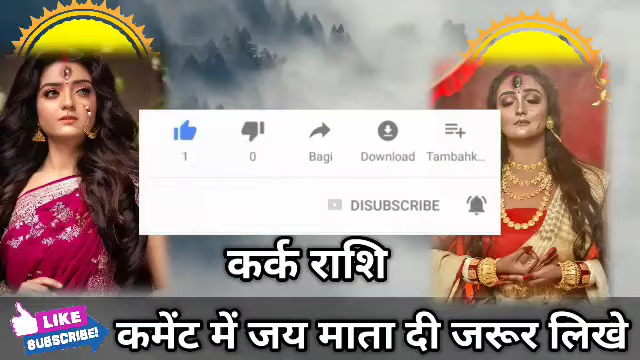 1 0 Bagi Download Tambahk...
DISUBSCRIBE
कर्क राशि
LIKE
SUBSCRIBE!
कमेंट में जय माता दी जरूर लिखे